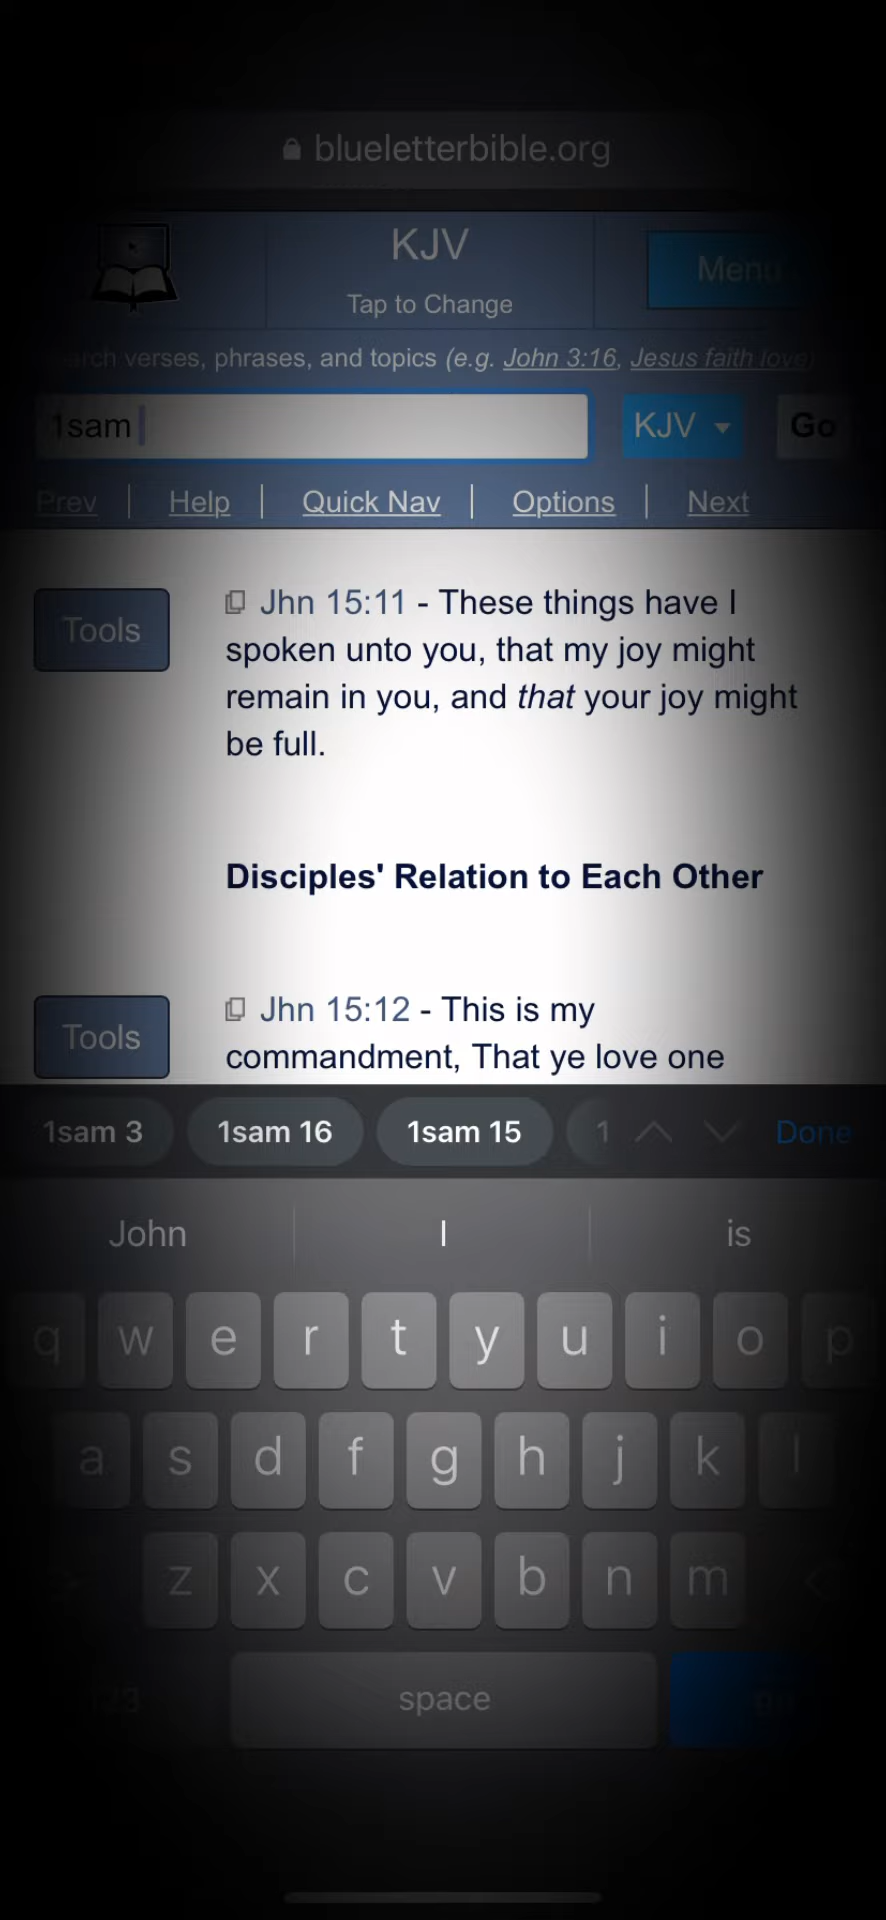 blueletterbible.org
KJV
Tap to Change
Menu
arch verses, phrases, and topics (e.g. John 3:16, Jesus faith love)
1sam
KJV
Go
Prev | Help | Quick Nav | Options | Next
Tools
Jhn 15:11 - These things have I
spoken unto you, that my joy might
remain in you, and that your joy might
be full.
Disciples' Relation to Each Other
Tools
Jhn 15:12 - This is my
commandment, That ye love one
1sam 3
1sam 16
1sam 15
1
Done
John
I
is
q w e r t y u i o p
a s d f g h j k l
z x c v b n m
123
space